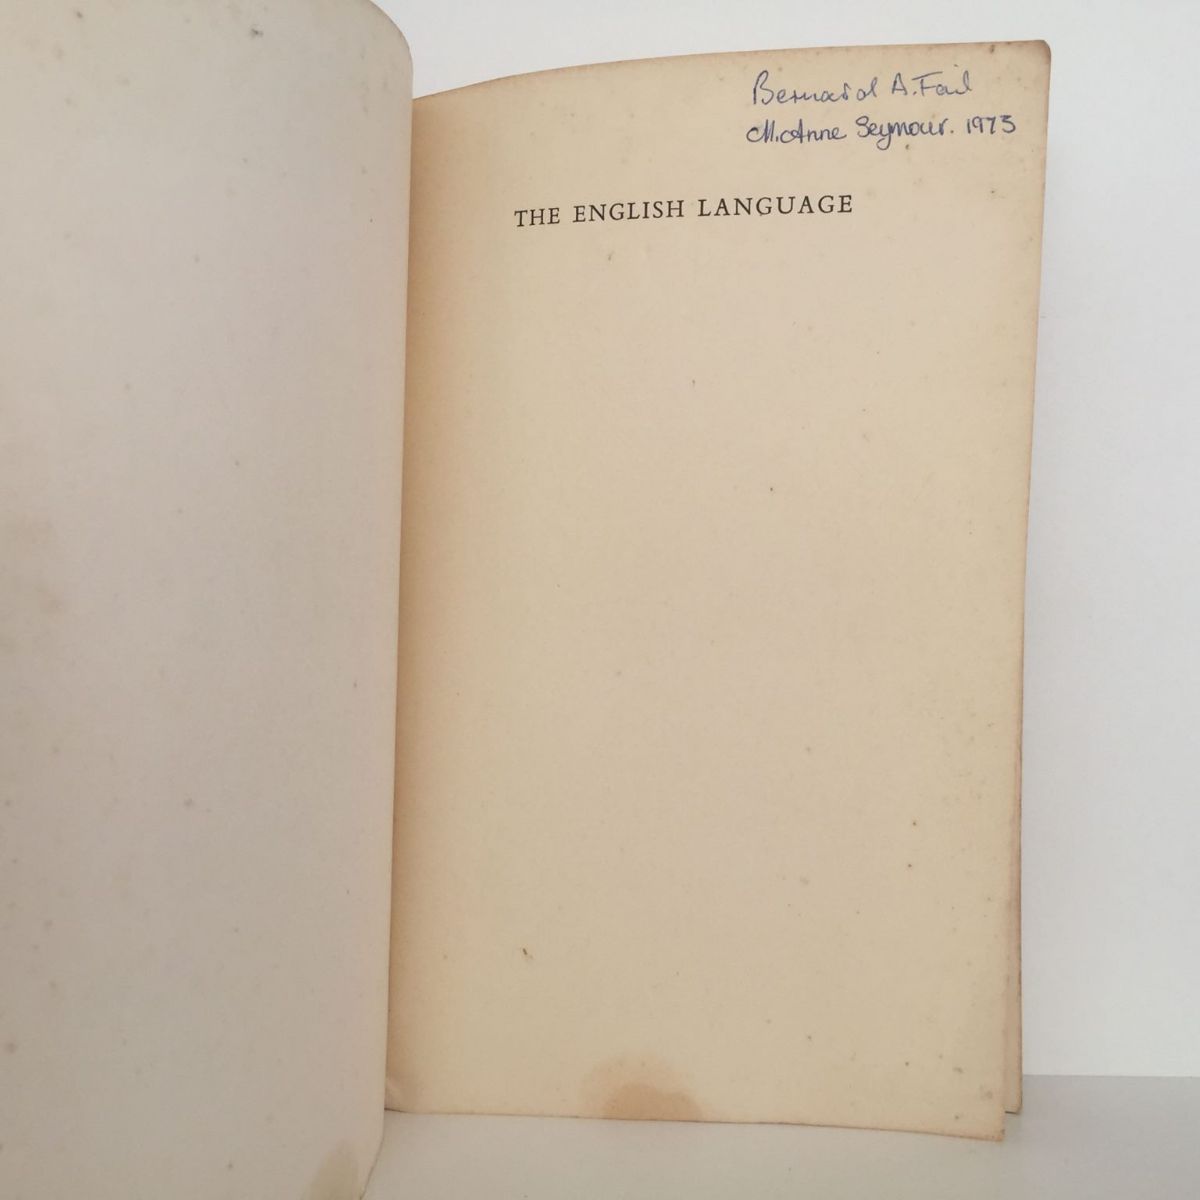 Bernard A. Fail
M. Anne Seymour. 1973
THE ENGLISH LANGUAGE